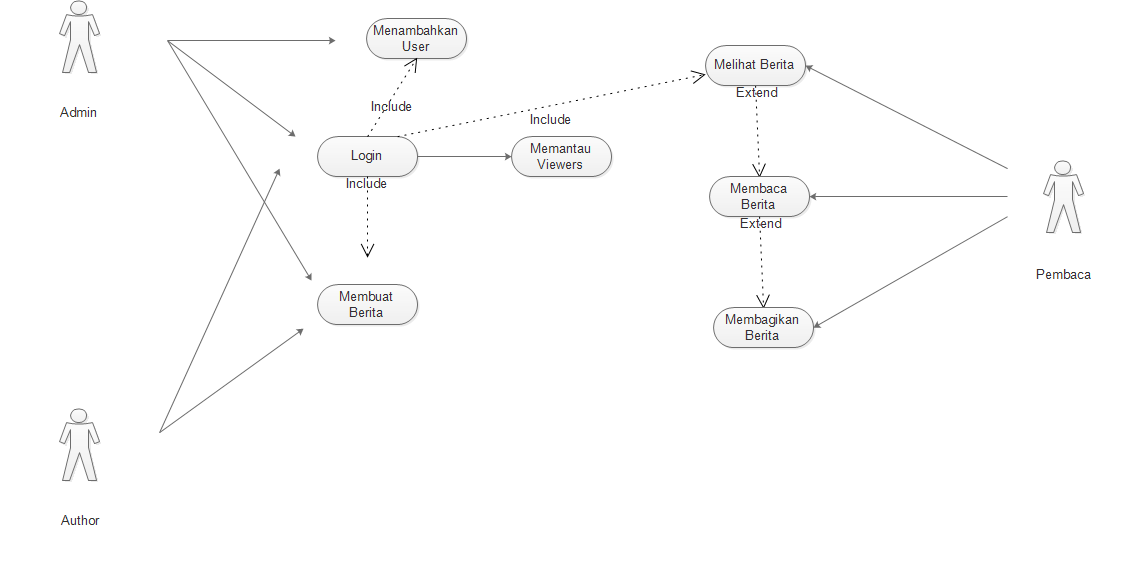 Menambahkan
User
Melihat Berita
Extend
Admin
Include
Include
Login
Memantau
Viewers
Include
Membaca
Berita
Extend
Pembaca
Membuat
Berita
Membagikan
Berita
Author